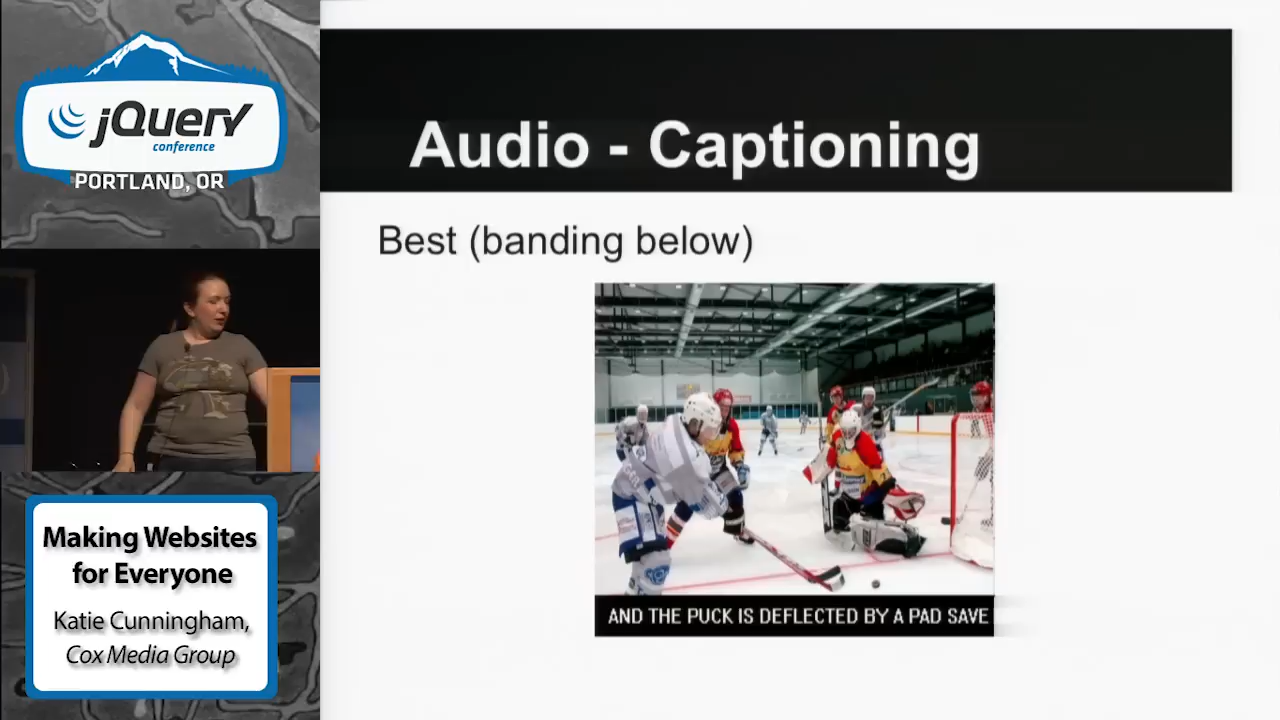 jQuery
conference
PORTLAND, OR
Audio - Captioning
Best (banding below)
AND THE PUCK IS DEFLECTED BY A PAD SAVE
Making Websites
for Everyone
Katie Cunningham,
Cox Media Group